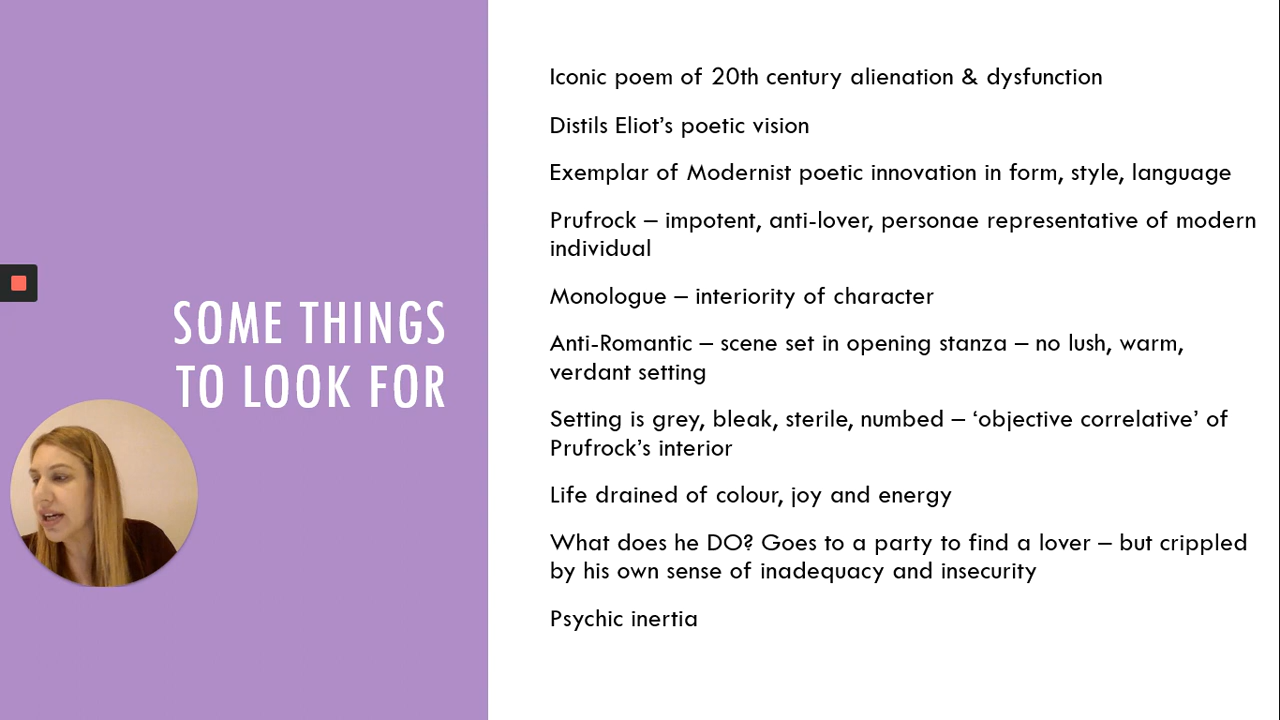 SOME THINGS
TO LOOK FOR
Iconic poem of 20th century alienation & dysfunction
Distils Eliot’s poetic vision
Exemplar of Modernist poetic innovation in form, style, language
Prufrock – impotent, anti-lover, personae representative of modern
individual
Monologue – interiority of character
Anti-Romantic – scene set in opening stanza – no lush, warm,
verdant setting
Setting is grey, bleak, sterile, numbed – ‘objective correlative’ of
Prufrock’s interior
Life drained of colour, joy and energy
What does he DO? Goes to a party to find a lover – but crippled
by his own sense of inadequacy and insecurity
Psychic inertia